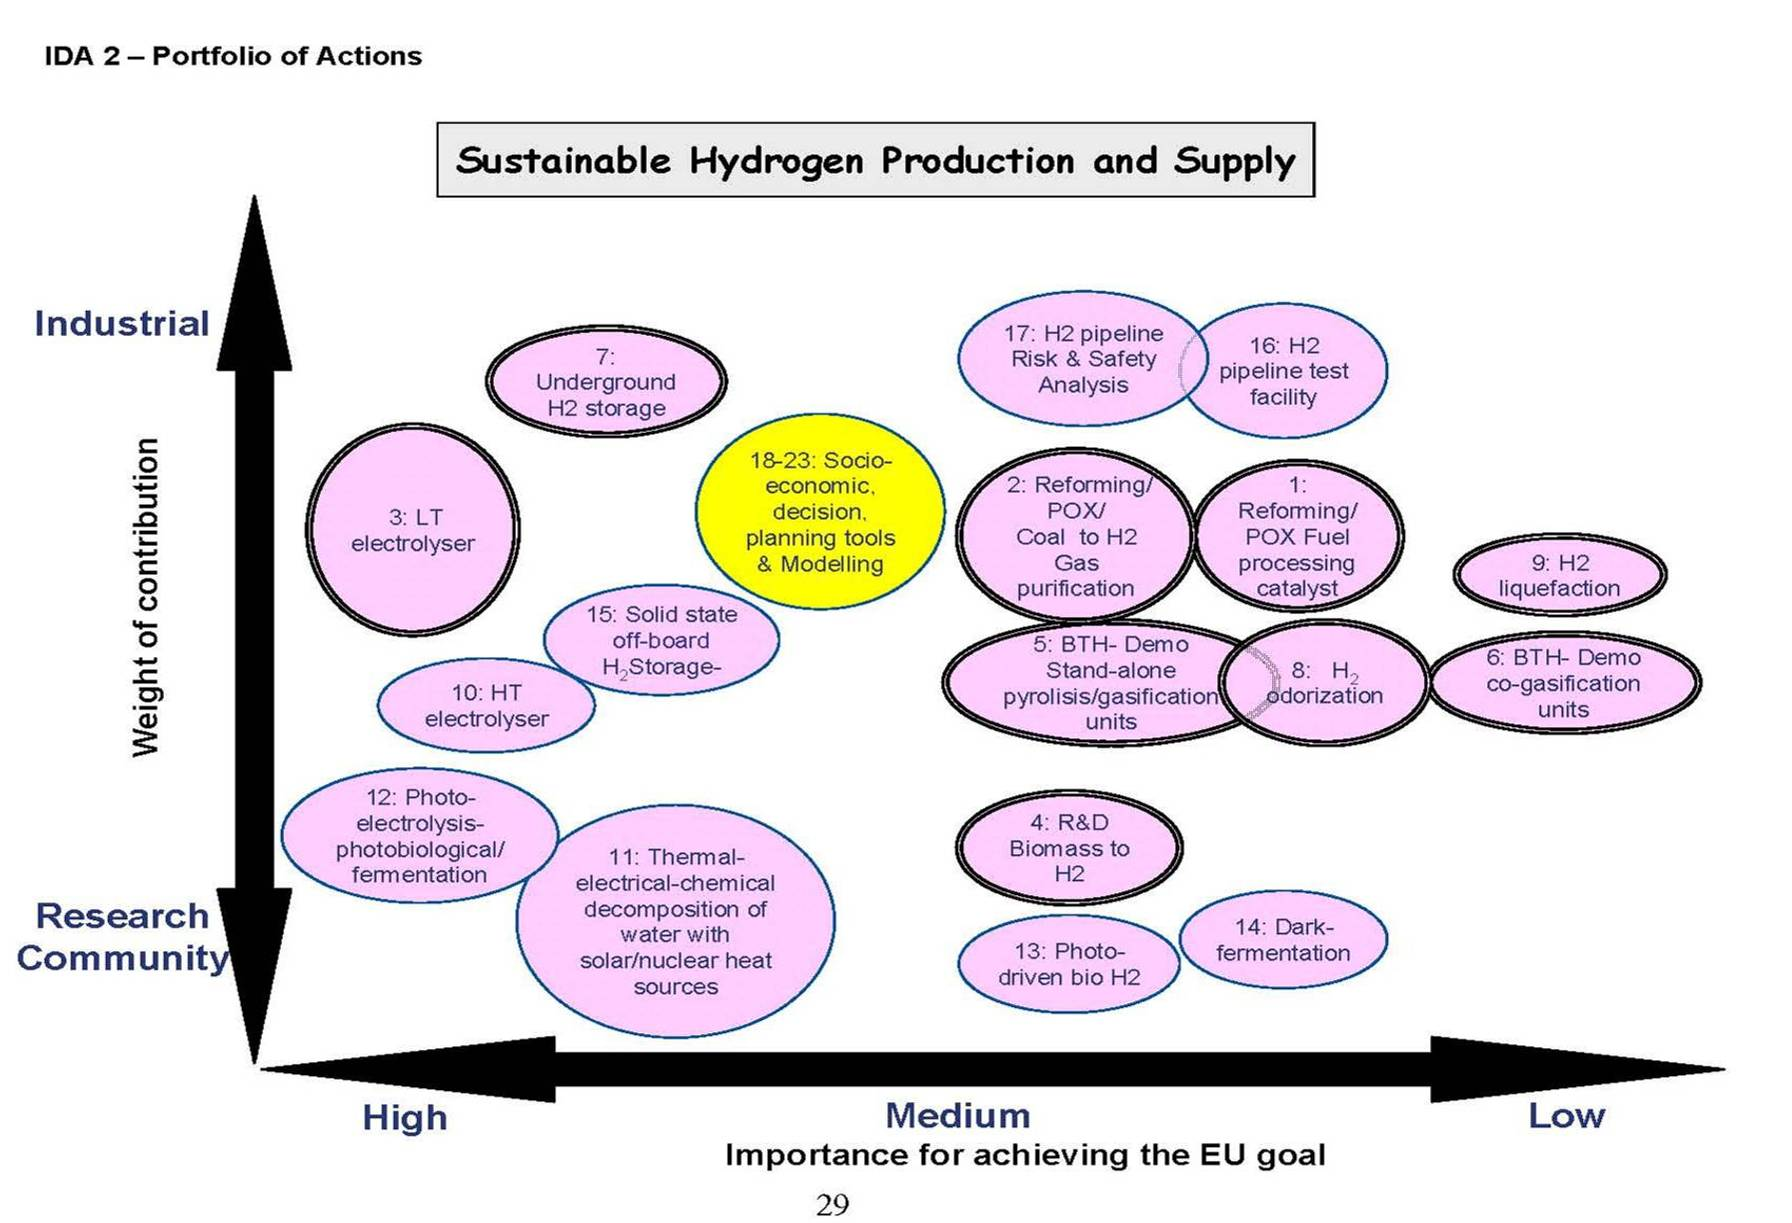 IDA 2 – Portfolio of Actions
Sustainable Hydrogen Production and Supply
Industrial
Weight of contribution
Research
Community
7:
Underground
H2 storage
17: H2 pipeline
Risk & Safety
Analysis
16: H2
pipeline test
facility
3: LT
electrolyser
18-23: Socio-
economic,
decision,
planning tools
& Modelling
2: Reforming/
POX/
Coal to H2
Gas
purification
1:
Reforming/
POX Fuel
processing
catalyst
9: H2
liquefaction
15: Solid state
off-board
H₂Storage-
10: HT
electrolyser
5: BTH- Demo
Stand-alone
pyrolisis/gasification
units
8: H₂
odorization
6: BTH- Demo
co-gasification
units
12: Photo-
electrolysis-
photobiological/
fermentation
11: Thermal-
electrical-chemical
decomposition of
water with
solar/nuclear heat
sources
4: R&D
Biomass to
H2
13: Photo-
driven bio H2
14: Dark-
fermentation
High
Medium
Low
Importance for achieving the EU goal
29